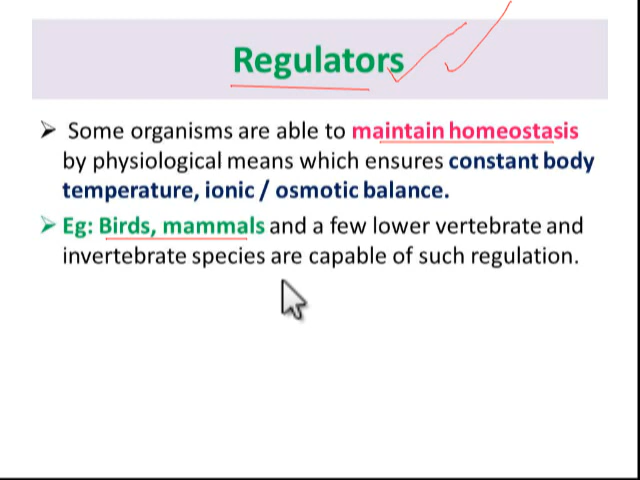 Regulators
Some organisms are able to maintain homeostasis
by physiological means which ensures constant body
temperature, ionic / osmotic balance.
Eg: Birds, mammals and a few lower vertebrate and
invertebrate species are capable of such regulation.